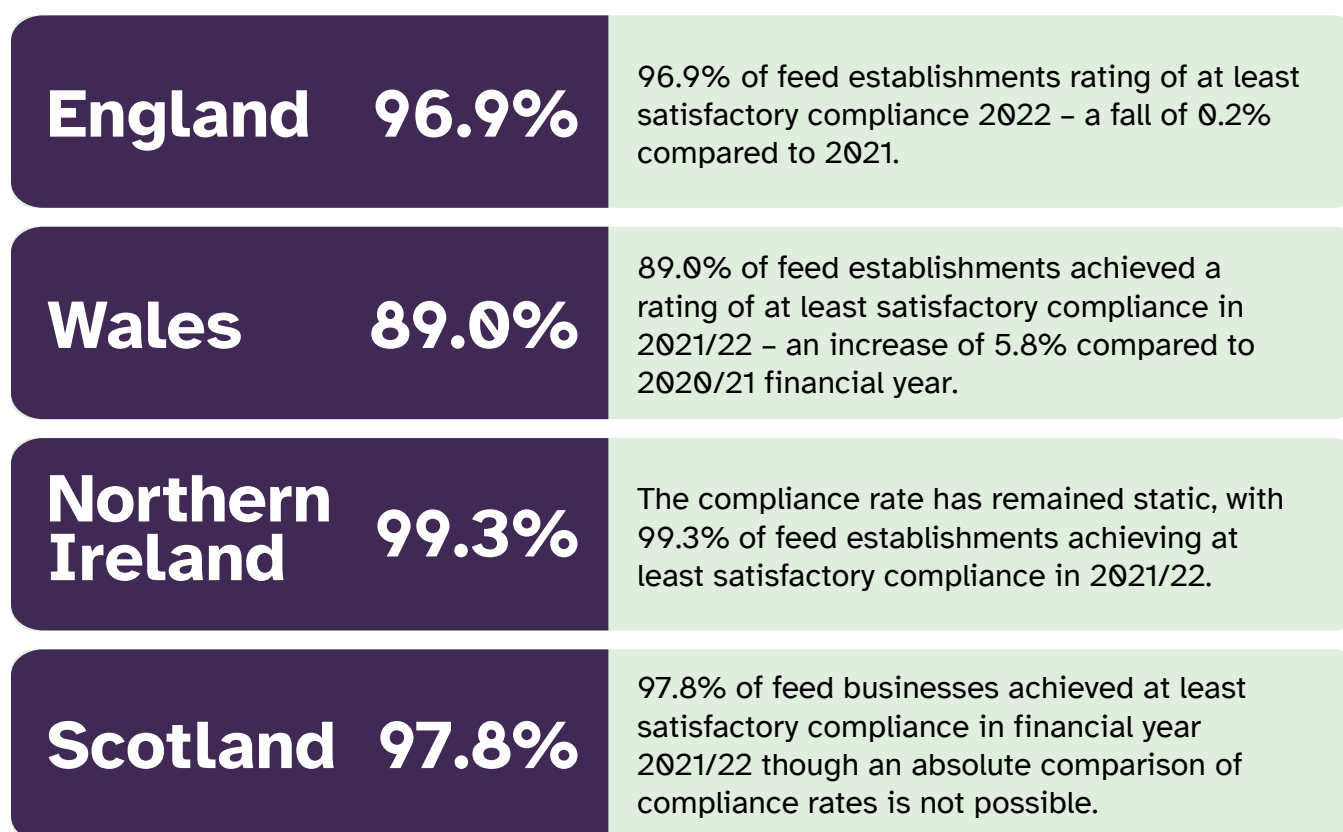 England 96.9%
96.9% of feed establishments rating of at least
satisfactory compliance 2022 – a fall of 0.2%
compared to 2021.
Wales 89.0%
89.0% of feed establishments achieved a
rating of at least satisfactory compliance in
2021/22 – an increase of 5.8% compared to
2020/21 financial year.
Northern
Ireland
99.3%
The compliance rate has remained static, with
99.3% of feed establishments achieving at
least satisfactory compliance in 2021/22.
Scotland 97.8%
97.8% of feed businesses achieved at least
satisfactory compliance in financial year
2021/22 though an absolute comparison of
compliance rates is not possible.